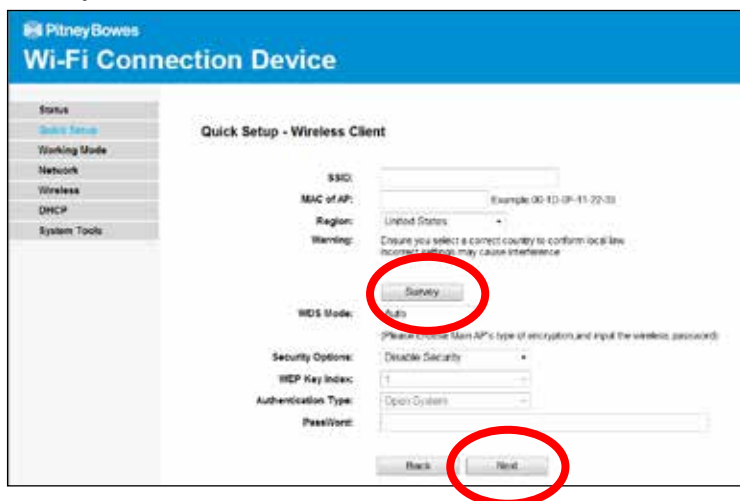 PitneyBowes
Wi-Fi Connection Device
Status
Quick Setup
Working Mode
Network
Wireless
DHCP
System Tools
Quick Setup - Wireless Client
SSID:
MAC of AP: Example:00-1D-0F-11-22-33
Region: United States
Warning: Ensure you select a correct country to conform local law
Incorrect settings may cause interference
Survey
WDS Mode: Auto
(Please choose Main AP's type of encryption,and input the wireless password)
Security Options: Disable Security
WEP Key Index: 1
Authentication Type: Open System
PassWord:
Back Next